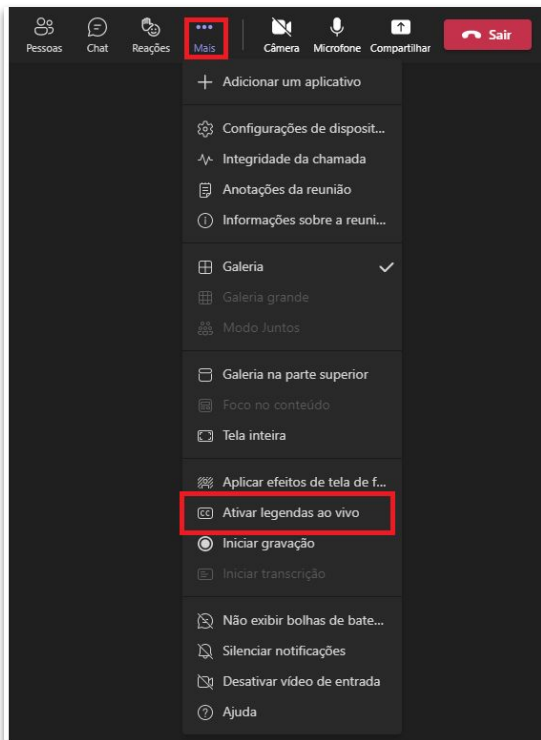 Pessoas Chat Reações Mais Câmera Microfone Compartilhar Sair
Adicionar um aplicativo
Configurações de disposit...
Integridade da chamada
Anotações da reunião
Informações sobre a reuni...
Galeria
Galeria grande
Modo Juntos
Galeria na parte superior
Foco no conteúdo
Tela inteira
Aplicar efeitos de tela de f...
CC Ativar legendas ao vivo
Iniciar gravação
Iniciar transcrição
Não exibir bolhas de bate...
Silenciar notificações
Desativar vídeo de entrada
Ajuda